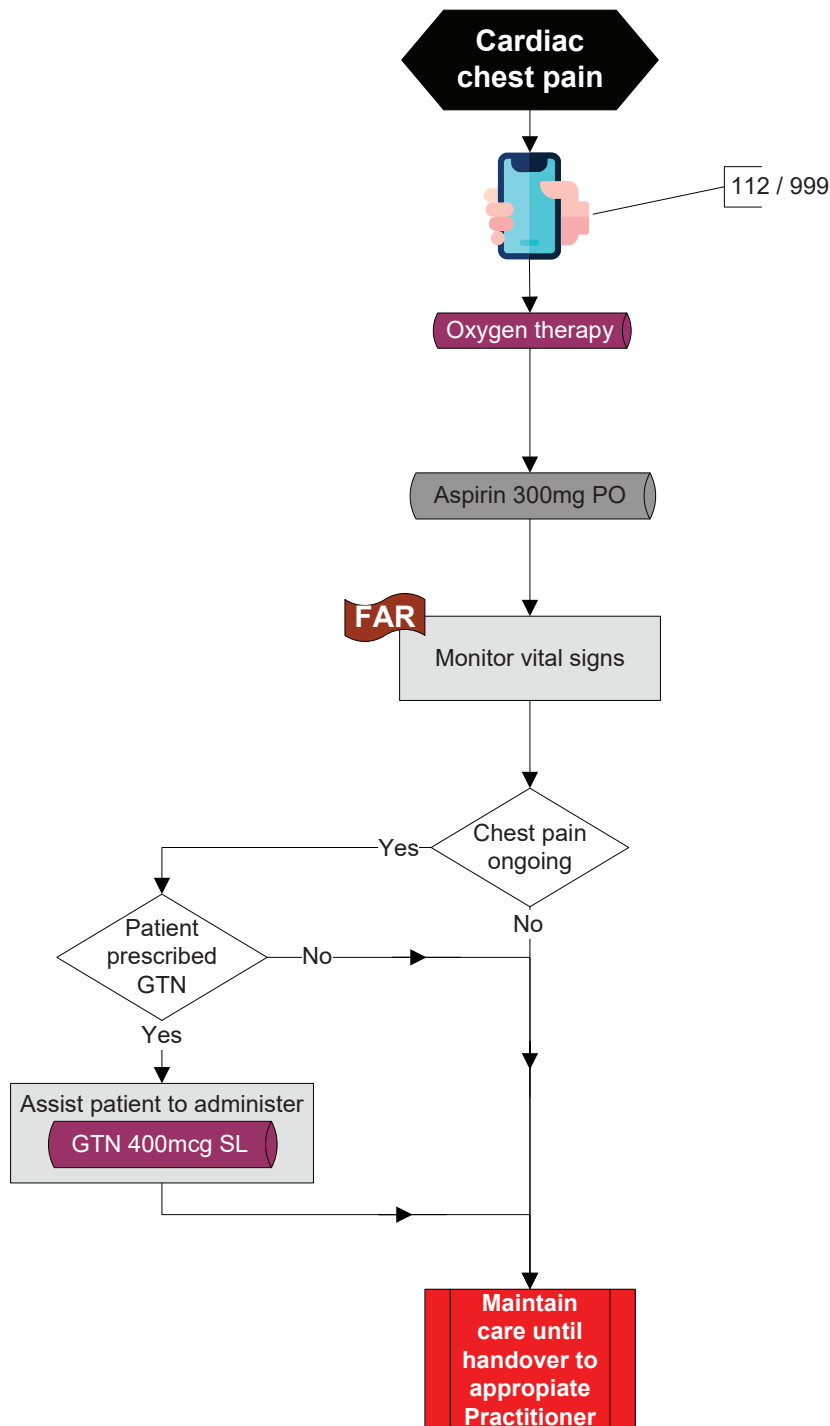 Cardiac
chest pain
112 / 999
Oxygen therapy
Aspirin 300mg PO
FAR
Monitor vital signs
Chest pain
ongoing
Yes
No
Patient
prescribed
GTN
No
Yes
Assist patient to administer
GTN 400mcg SL
Maintain
care until
handover to
appropiate
Practitioner